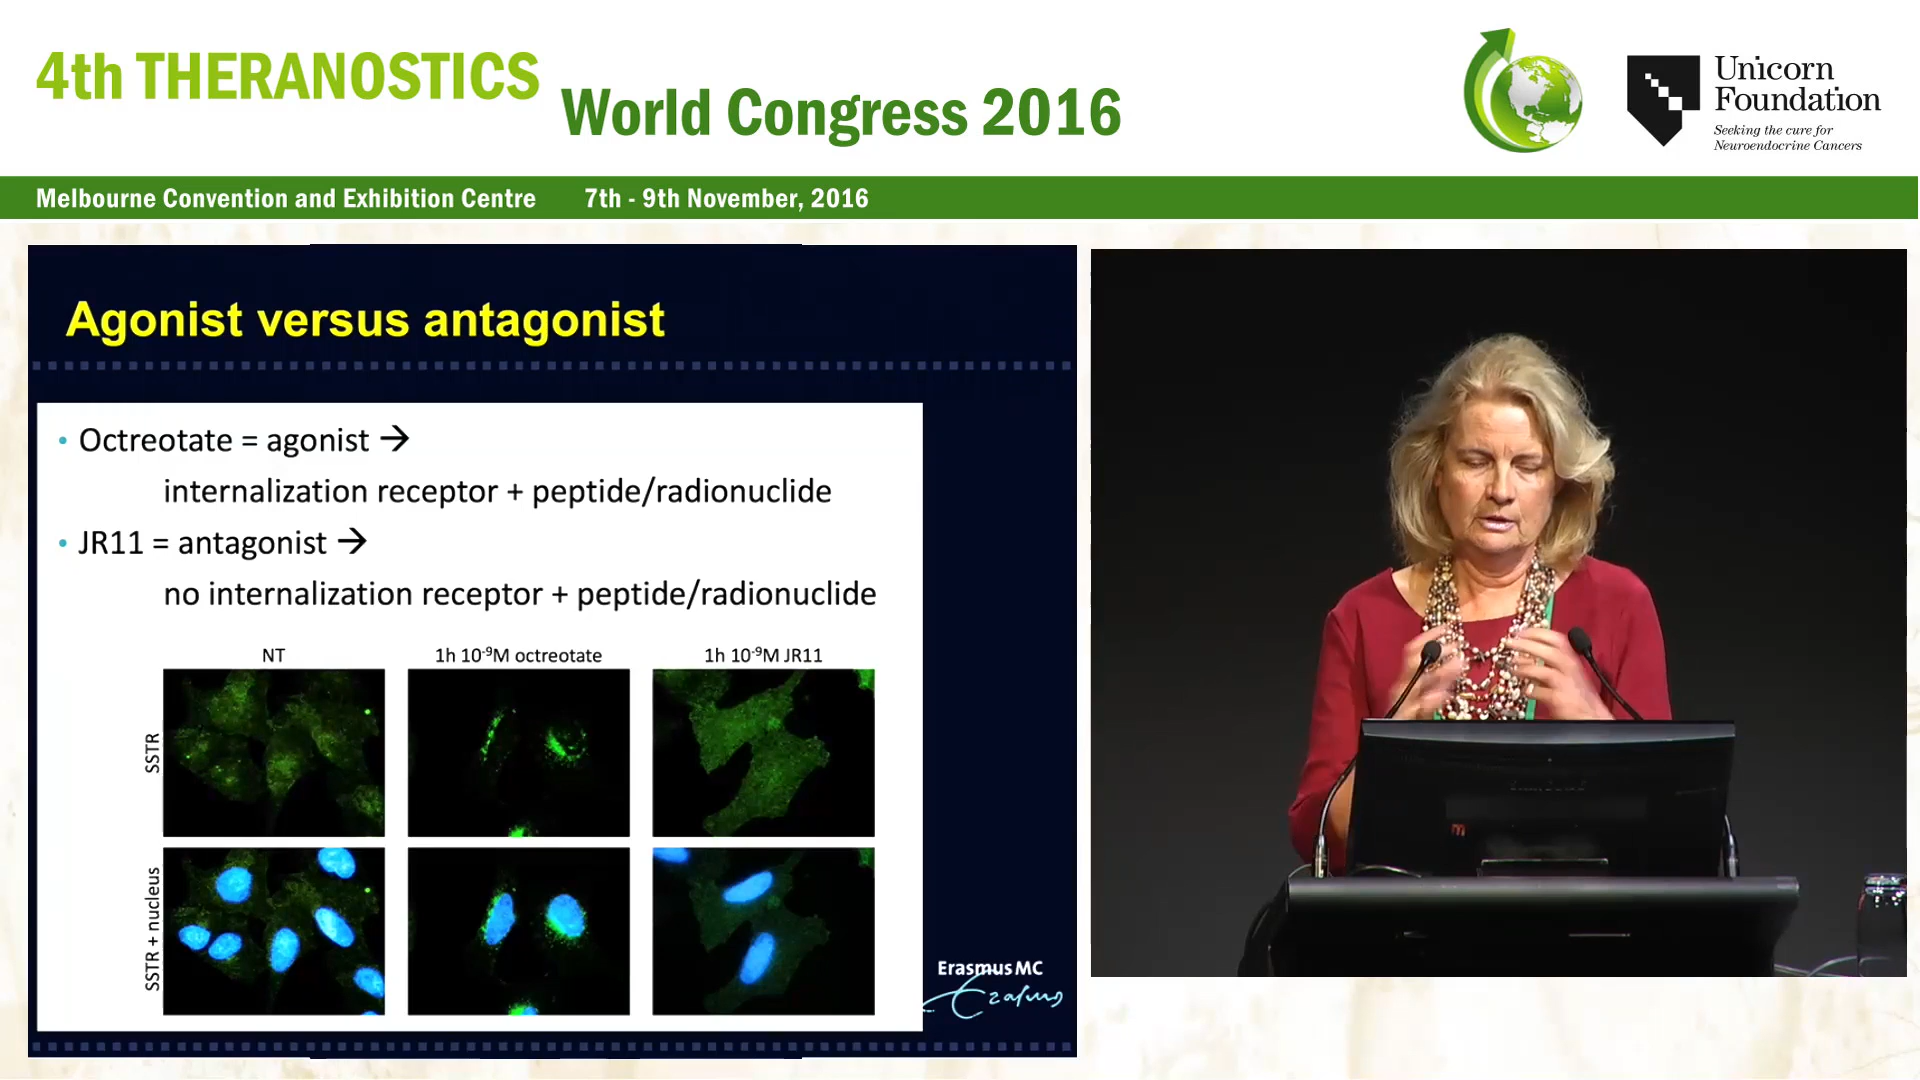 4th THERANOSTICS
World Congress 2016
Unicorn
Foundation
Seeking the cure for
Neuroendocrine Cancers
Melbourne Convention and Exhibition Centre 7th - 9th November, 2016
Agonist versus antagonist
• Octreotate = agonist →
internalization receptor + peptide/radionuclide
• JR11 = antagonist →
no internalization receptor + peptide/radionuclide
NT 1h 10⁻⁹M octreotate 1h 10⁻⁹M JR11
SSTR
SSTR + nucleus
Erasmus MC
Erasmus